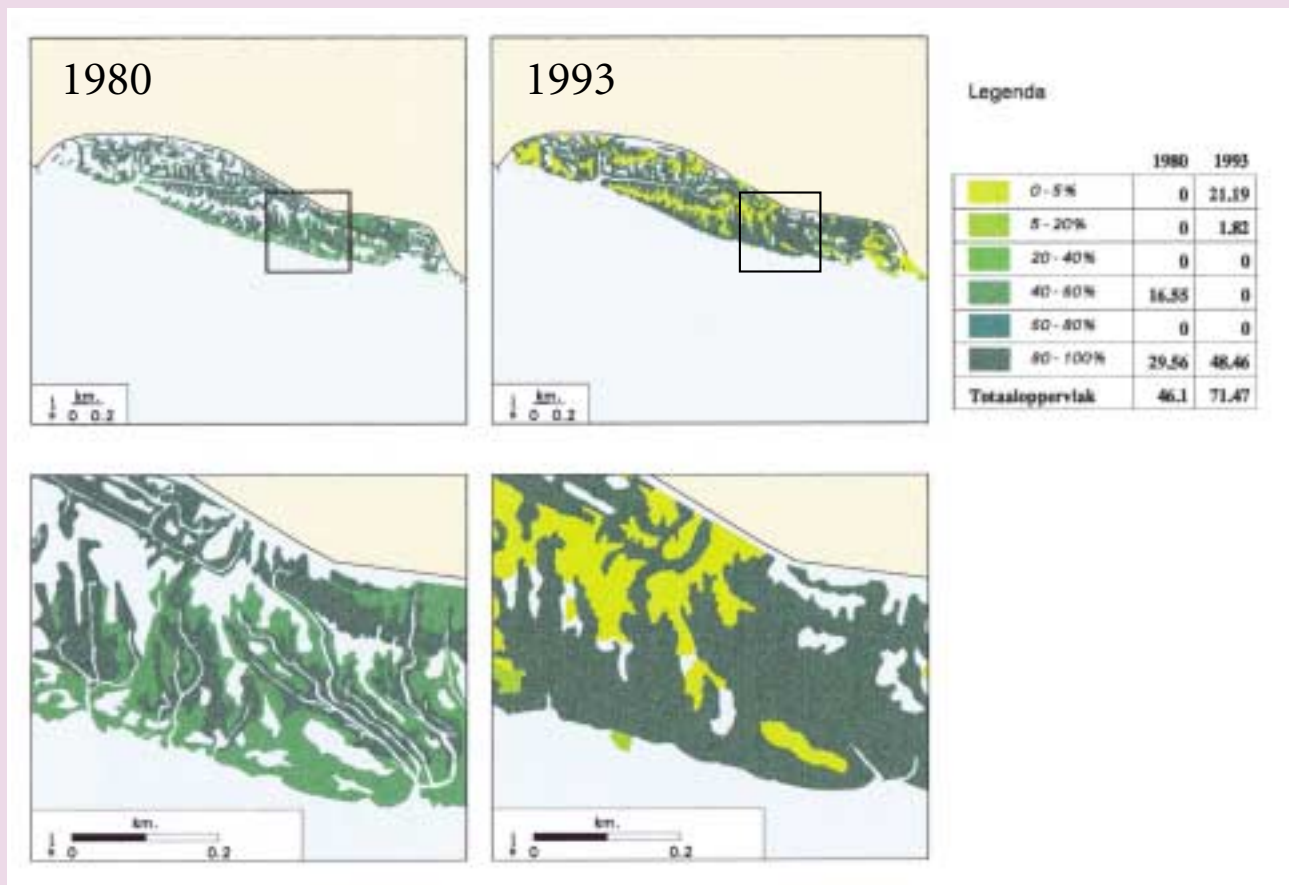 1980
1993
Legenda
1980 1993
0 - 5% 0 21.19
5 - 20% 0 1.82
20 - 40% 0 0
40 - 60% 16.55 0
60 - 80% 0 0
80 - 100% 29.56 48.46
Totaaloppervlak 46.1 71.47
km.
0 0.2
km.
0 0.2
km.
0 0.2
km.
0 0.2